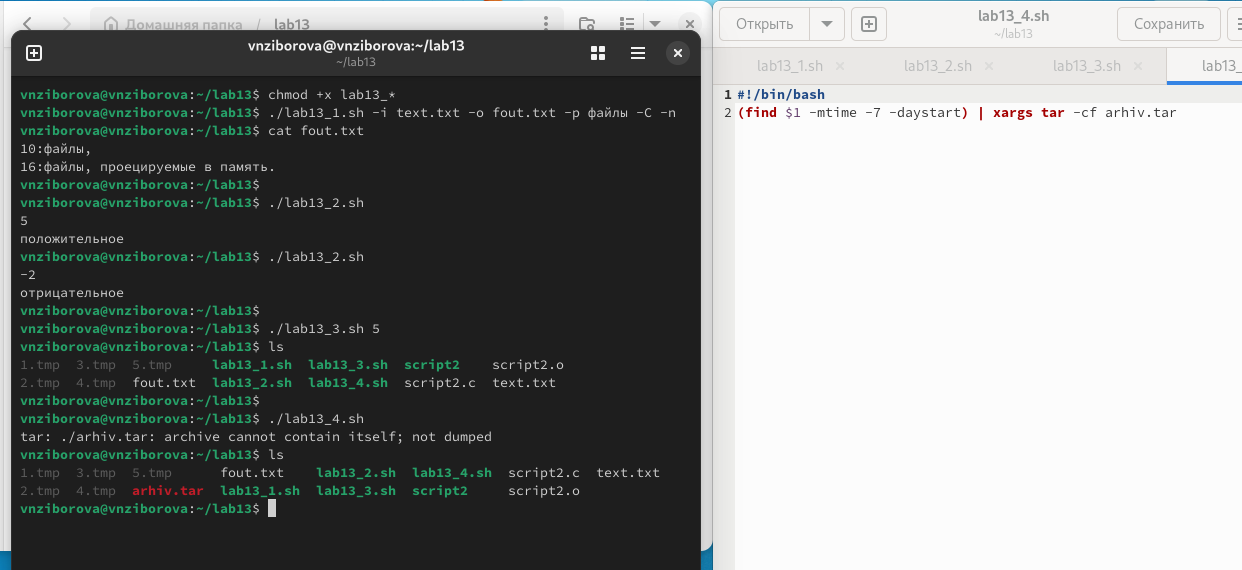 Домашняя папка / lab13
vnziborova@vnziborova:~/lab13
~/lab13
vnziborova@vnziborova:~/lab13$ chmod +x lab13_*
vnziborova@vnziborova:~/lab13$ ./lab13_1.sh -i text.txt -o fout.txt -p файлы -C -n
vnziborova@vnziborova:~/lab13$ cat fout.txt
10:файлы,
16:файлы, проецируемые в память.
vnziborova@vnziborova:~/lab13$
vnziborova@vnziborova:~/lab13$ ./lab13_2.sh
5
положительное
vnziborova@vnziborova:~/lab13$ ./lab13_2.sh
-2
отрицательное
vnziborova@vnziborova:~/lab13$
vnziborova@vnziborova:~/lab13$ ./lab13_3.sh 5
vnziborova@vnziborova:~/lab13$ ls
1.tmp 3.tmp 5.tmp lab13_1.sh lab13_3.sh script2 script2.o
2.tmp 4.tmp fout.txt lab13_2.sh lab13_4.sh script2.c text.txt
vnziborova@vnziborova:~/lab13$
vnziborova@vnziborova:~/lab13$ ./lab13_4.sh
tar: ./arhiv.tar: archive cannot contain itself; not dumped
vnziborova@vnziborova:~/lab13$ ls
1.tmp 3.tmp 5.tmp fout.txt lab13_2.sh lab13_4.sh script2.c text.txt
2.tmp 4.tmp arhiv.tar lab13_1.sh lab13_3.sh script2 script2.o
vnziborova@vnziborova:~/lab13$
Открыть
lab13_4.sh
~/lab13
Сохранить
lab13_1.sh lab13_2.sh lab13_3.sh lab13_
1 #!/bin/bash
2 (find $1 -mtime -7 -daystart) | xargs tar -cf arhiv.tar